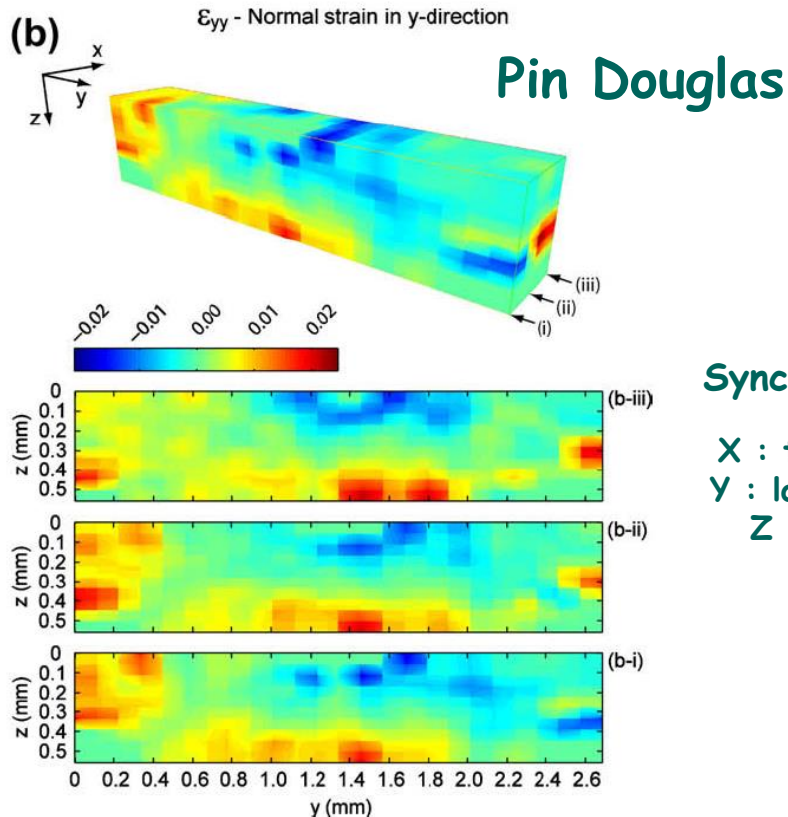 εyy - Normal strain in y-direction
(b)
x
y
z
Pin Douglas
(iii)
(ii)
(i)
-0.02 -0.01 0.00 0.01 0.02
Sync
X :
Y : lo
Z
(b-iii)
z (mm)
0
0.1
0.2
0.3
0.4
0.5
(b-ii)
z (mm)
0
0.1
0.2
0.3
0.4
0.5
(b-i)
z (mm)
0
0.1
0.2
0.3
0.4
0.5
0 0.2 0.4 0.6 0.8 1.0 1.2 1.4 1.6 1.8 2.0 2.2 2.4 2.6
y (mm)